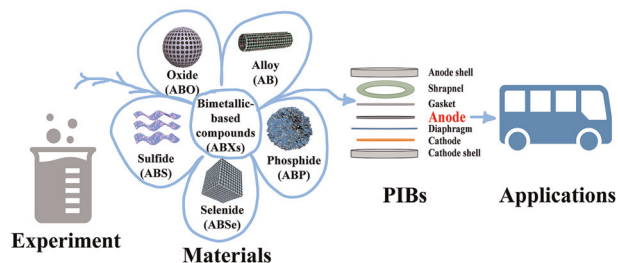 Oxide
(ABO)
Alloy
(AB)
Bimetallic-
based
compounds
(ABXs)
Sulfide
(ABS)
Phosphide
(ABP)
Selenide
(ABSe)
Anode shell
Shrapnel
Gasket
Anode
Diaphragm
Cathode
Cathode shell
Experiment
Materials
PIBs
Applications